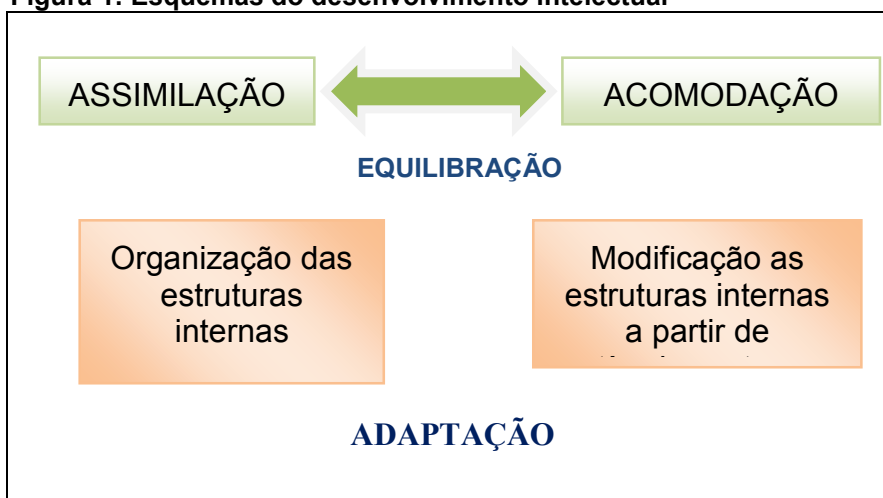 Figura 1: Esquemas do desenvolvimento intelectual
ASSIMILAÇÃO
ACOMODAÇÃO
EQUILIBRAÇÃO
Organização das
estruturas
internas
Modificação as
estruturas internas
a partir de
ADAPTAÇÃO